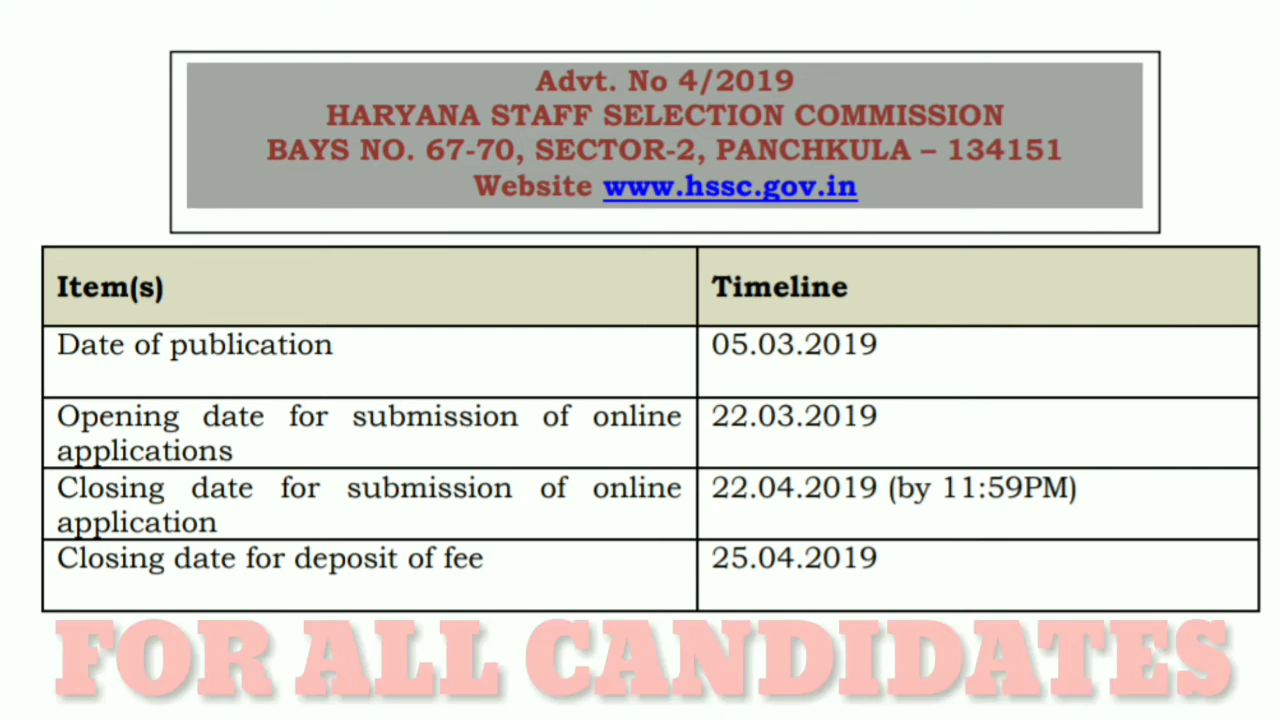 Advt. No 4/2019
HARYANA STAFF SELECTION COMMISSION
BAYS NO. 67-70, SECTOR-2, PANCHKULA – 134151
Website www.hssc.gov.in
Item(s) Timeline
Date of publication 05.03.2019
Opening date for submission of online 22.03.2019
applications
Closing date for submission of online 22.04.2019 (by 11:59PM)
application
Closing date for deposit of fee 25.04.2019
FOR ALL CANDIDATES